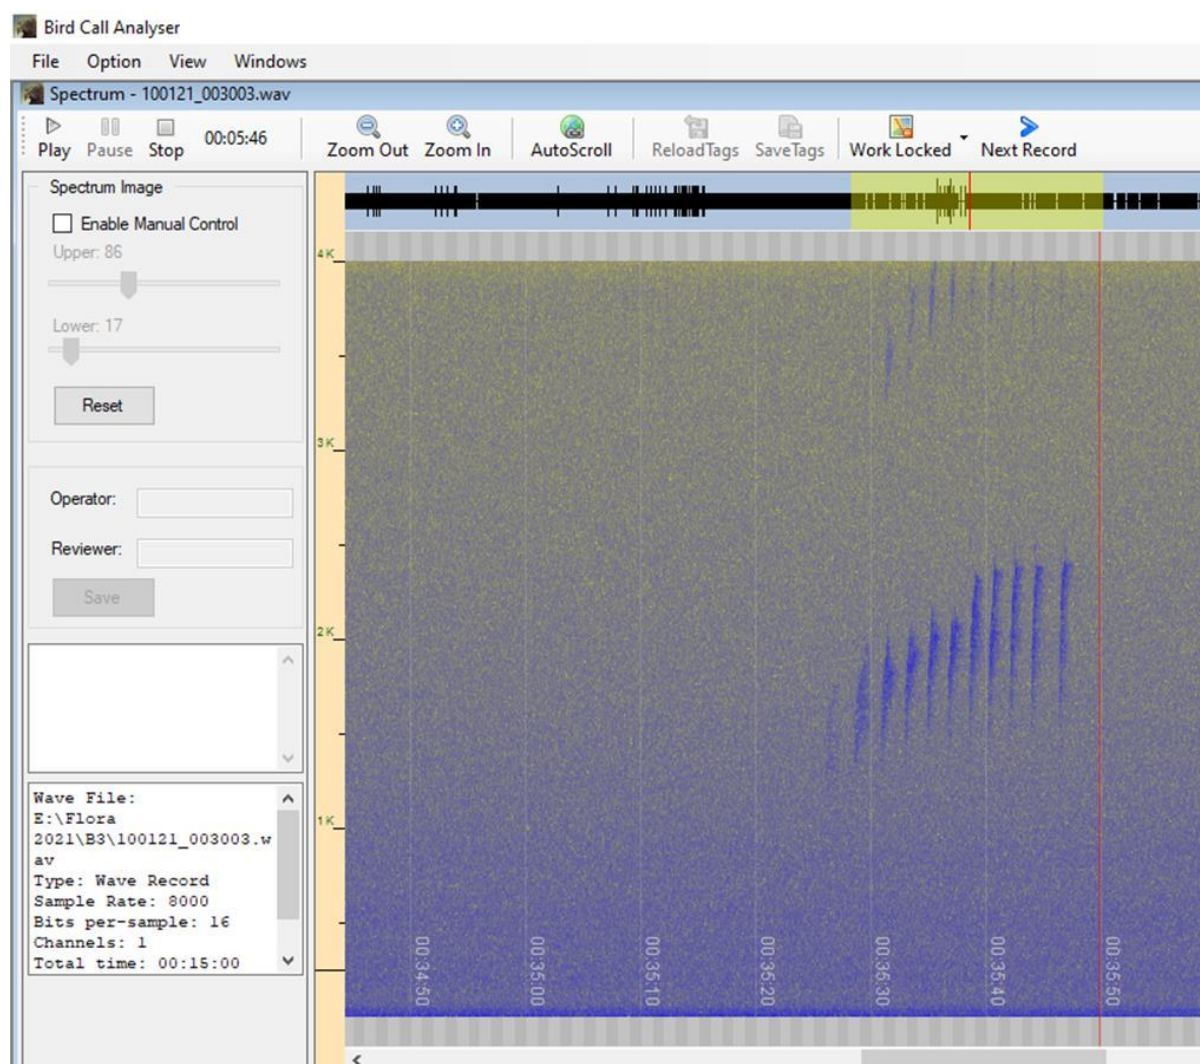 Bird Call Analyser
File Option View Windows
Spectrum - 100121_003003.wav
Play Pause Stop 00:05:46 Zoom Out Zoom In AutoScroll ReloadTags SaveTags Work Locked Next Record
Spectrum Image
Enable Manual Control
Upper: 86
Lower: 17
Reset
Operator:
Reviewer:
Save
Wave File:
E:\Flora
2021\B3\100121_003003.w
av
Type: Wave Record
Sample Rate: 8000
Bits per-sample: 16
Channels: 1
Total time: 00:15:00
4K
3K
2K
1K
00:34:50
00:35:00
00:35:10
00:35:20
00:35:30
00:35:40
00:35:50